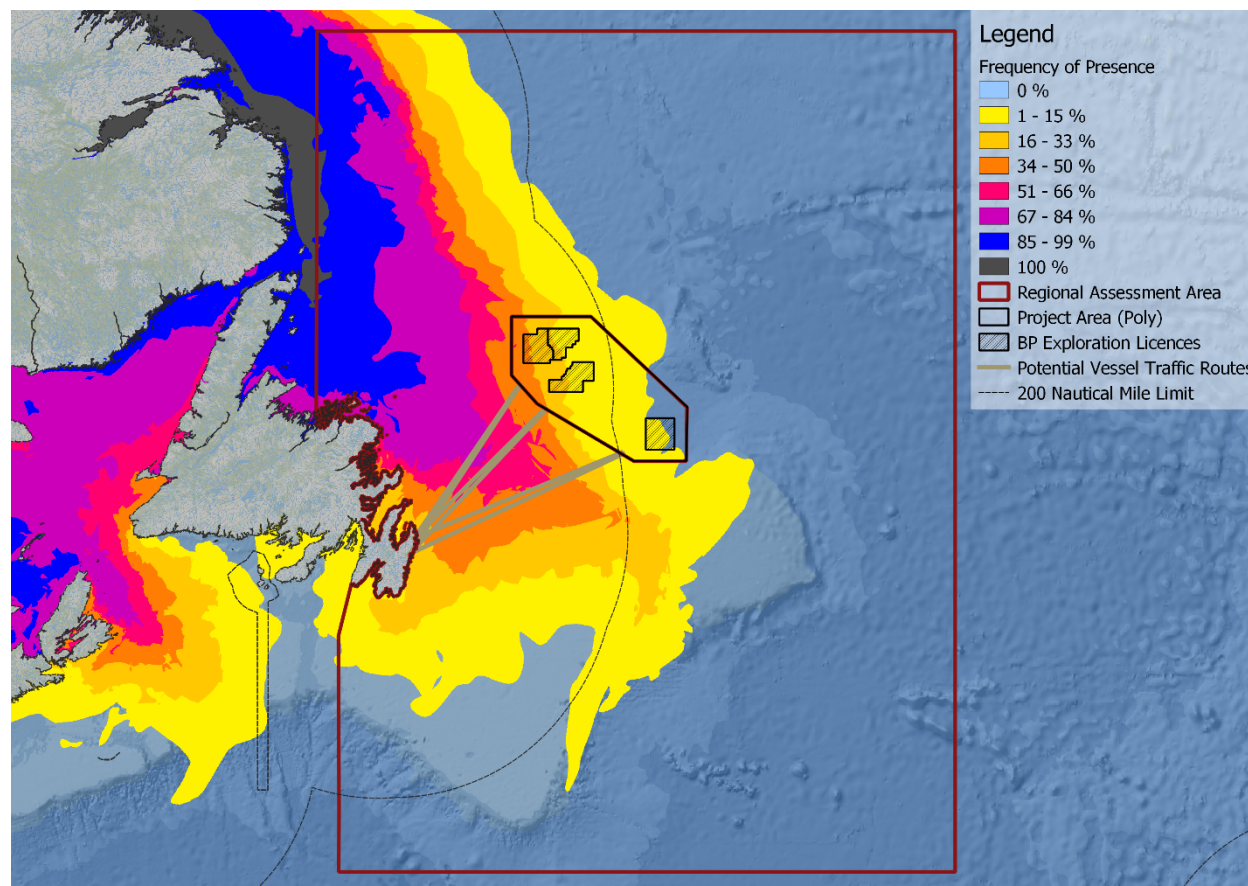 Legend
Frequency of Presence
0 %
1 - 15 %
16 - 33 %
34 - 50 %
51 - 66 %
67 - 84 %
85 - 99 %
100 %
Regional Assessment Area
Project Area (Poly)
BP Exploration Licences
Potential Vessel Traffic Routes
200 Nautical Mile Limit